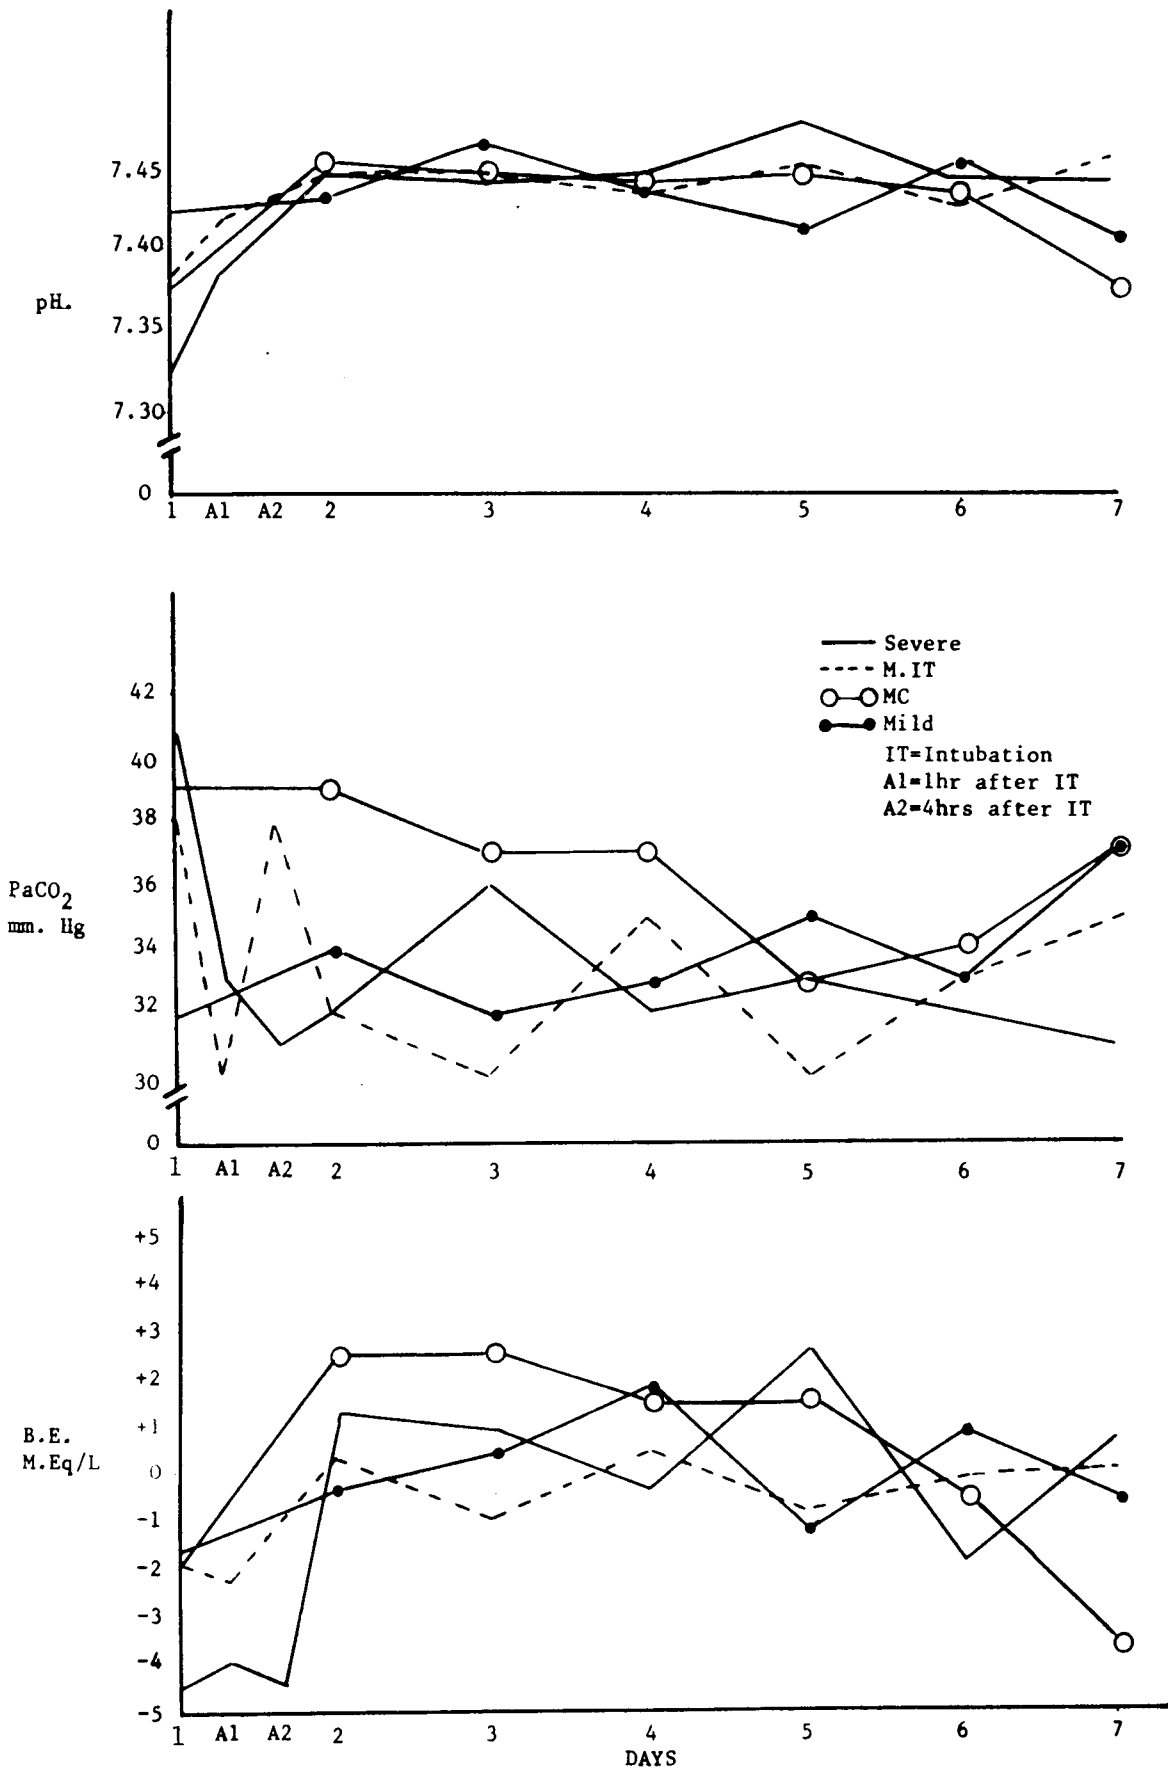 7.45
7.40
pH.
7.35
7.30
0
1 A1 A2 2 3 4 5 6 7
Severe
M.IT
MC
Mild
IT=Intubation
A1=1hr after IT
A2=4hrs after IT
42
40
38
36
PaCO2
mm. Hg
34
32
30
0
1 A1 A2 2 3 4 5 6 7
+5
+4
+3
+2
+1
B.E.
M.Eq/L
0
-1
-2
-3
-4
-5
1 A1 A2 2 3 4 5 6 7
DAYS